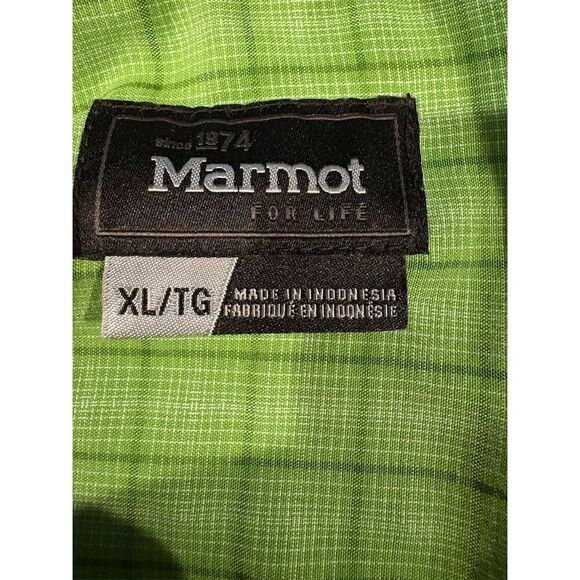 since 1974
Marmot
FOR LIFE
XL/TG
MADE IN INDONESIA
FABRIQUÉ EN INDONÉSIE